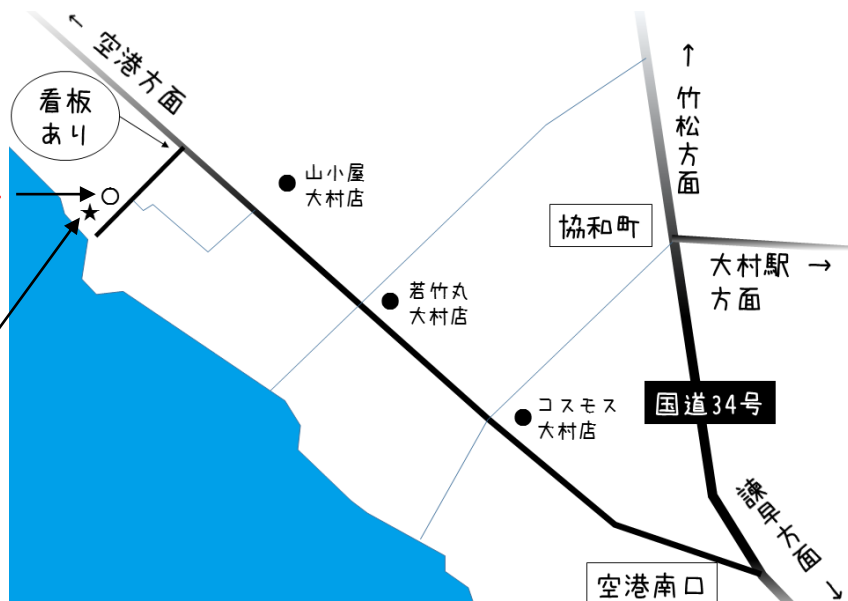 ← 空港方面
看板
あり
山小屋
大村店
↑ 竹松方面
協和町
大村駅 →
方面
若竹丸
大村店
コスモス
大村店
国道34号
諫早方面 →
空港南口